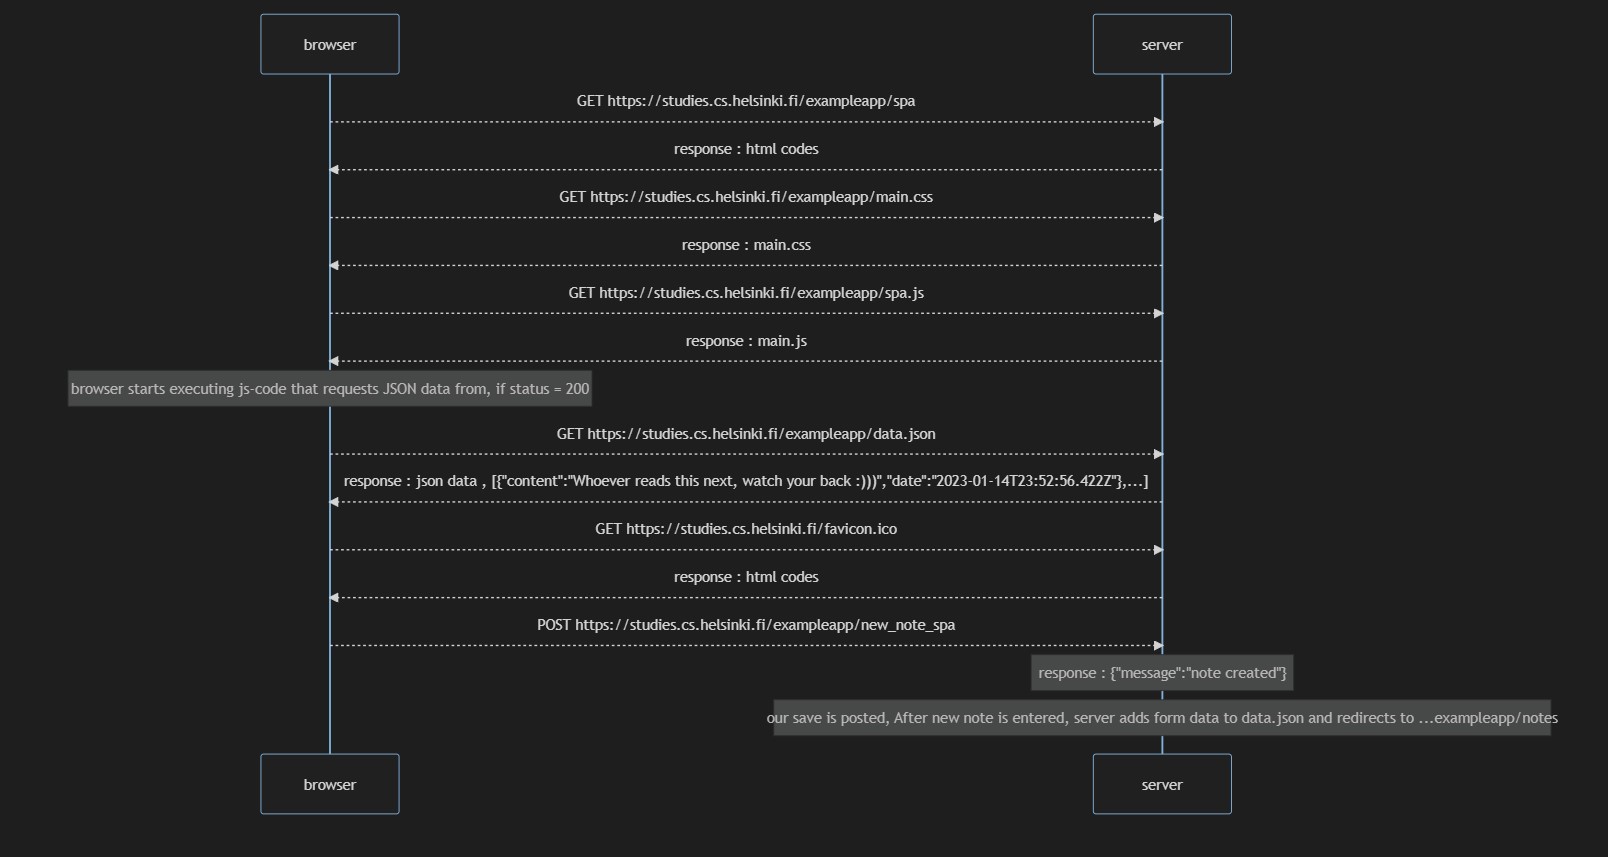 browser
server
GET https://studies.cs.helsinki.fi/exampleapp/spa
response : html codes
GET https://studies.cs.helsinki.fi/exampleapp/main.css
response : main.css
GET https://studies.cs.helsinki.fi/exampleapp/spa.js
response : main.js
browser starts executing js-code that requests JSON data from, if status = 200
GET https://studies.cs.helsinki.fi/exampleapp/data.json
response : json data , [{"content":"Whoever reads this next, watch your back :)))","date":"2023-01-14T23:52:56.422Z"},...]
GET https://studies.cs.helsinki.fi/favicon.ico
response : html codes
POST https://studies.cs.helsinki.fi/exampleapp/new_note_spa
response : {"message":"note created"}
our save is posted, After new note is entered, server adds form data to data.json and redirects to ...exampleapp/notes
browser
server